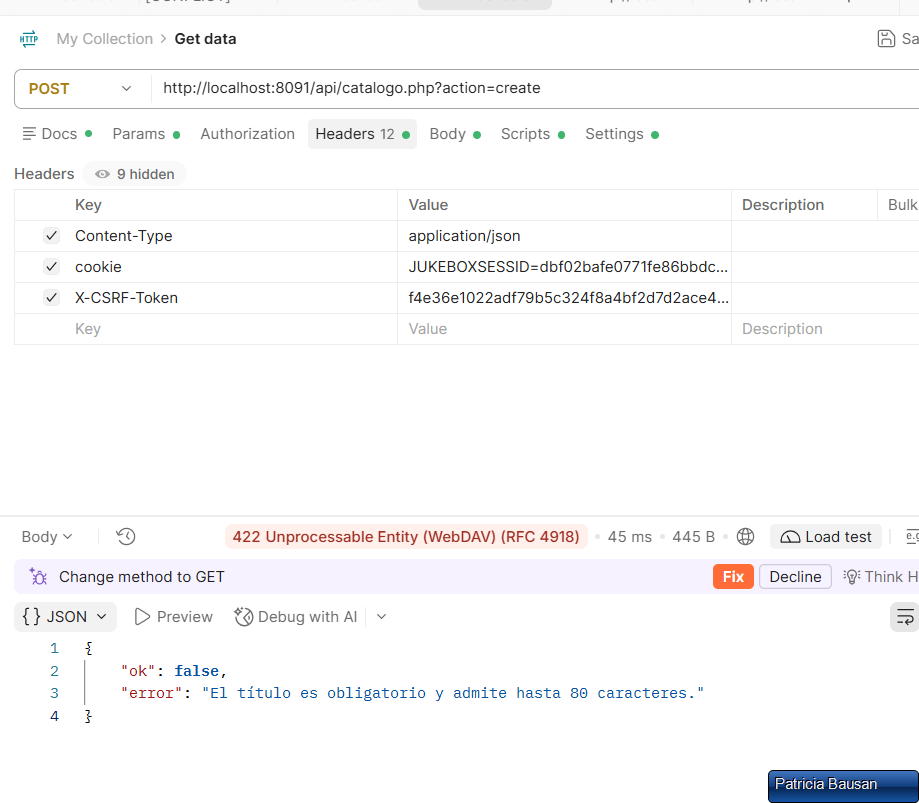 HTTP My Collection > Get data Sa
POST http://localhost:8091/api/catalogo.php?action=create
Docs Params Authorization Headers 12 Body Scripts Settings
Headers 9 hidden
Key Value Description Bulk
Content-Type application/json
cookie JUKEBOXSESSID=dbf02bafe0771fe86bbdc...
X-CSRF-Token f4e36e1022adf79b5c324f8a4bf2d7d2ace4...
Key Value Description
Body 422 Unprocessable Entity (WebDAV) (RFC 4918) 45 ms 445 B Load test e.g
Change method to GET Fix Decline Think H
{} JSON Preview Debug with AI
1 {
2 "ok": false,
3 "error": "El título es obligatorio y admite hasta 80 caracteres."
4 }
Patricia Bausan